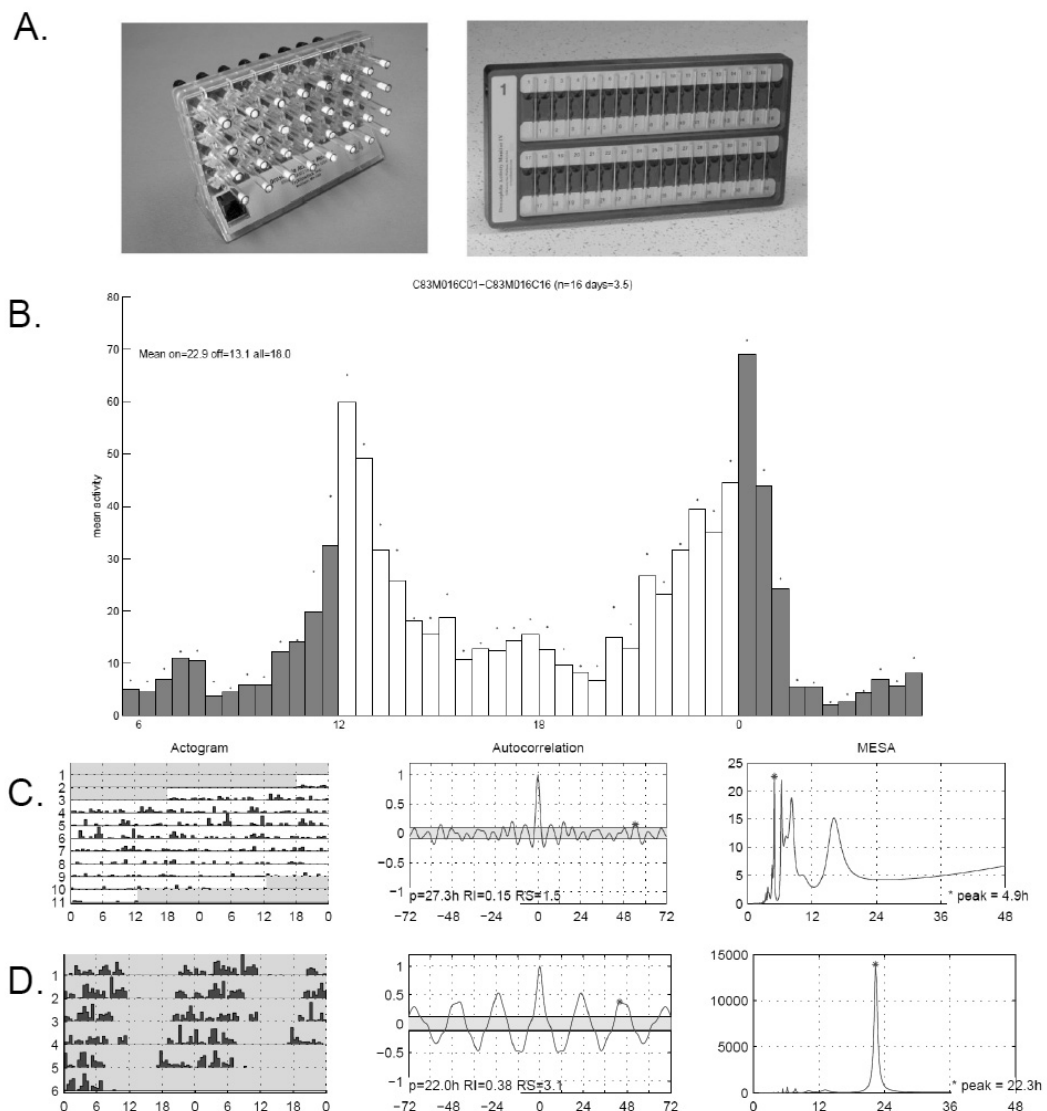 A.
1
B.
C83M016C01−C83M016C16 (n=16 days=3.5)
Mean on=22.9 off=13.1 all=18.0
mean activity
80
70
60
50
40
30
20
10
0
6 12 18 0
C.
Actogram
1
2
3
4
5
6
7
8
9
10
11
0 6 12 18 0 6 12 18 0
Autocorrelation
1
0.5
0
−0.5
−1
p=27.3h RI=0.15 RS=1.5
−72 −48 −24 0 24 48 72
MESA
25
20
15
10
5
0
* peak = 4.9h
0 12 24 36 48
D.
1
2
3
4
5
6
0 6 12 18 0 6 12 18 0
1
0.5
0
−0.5
−1
p=22.0h RI=0.38 RS=3.1
−72 −48 −24 0 24 48 72
15000
10000
5000
0
* peak = 22.3h
0 12 24 36 48